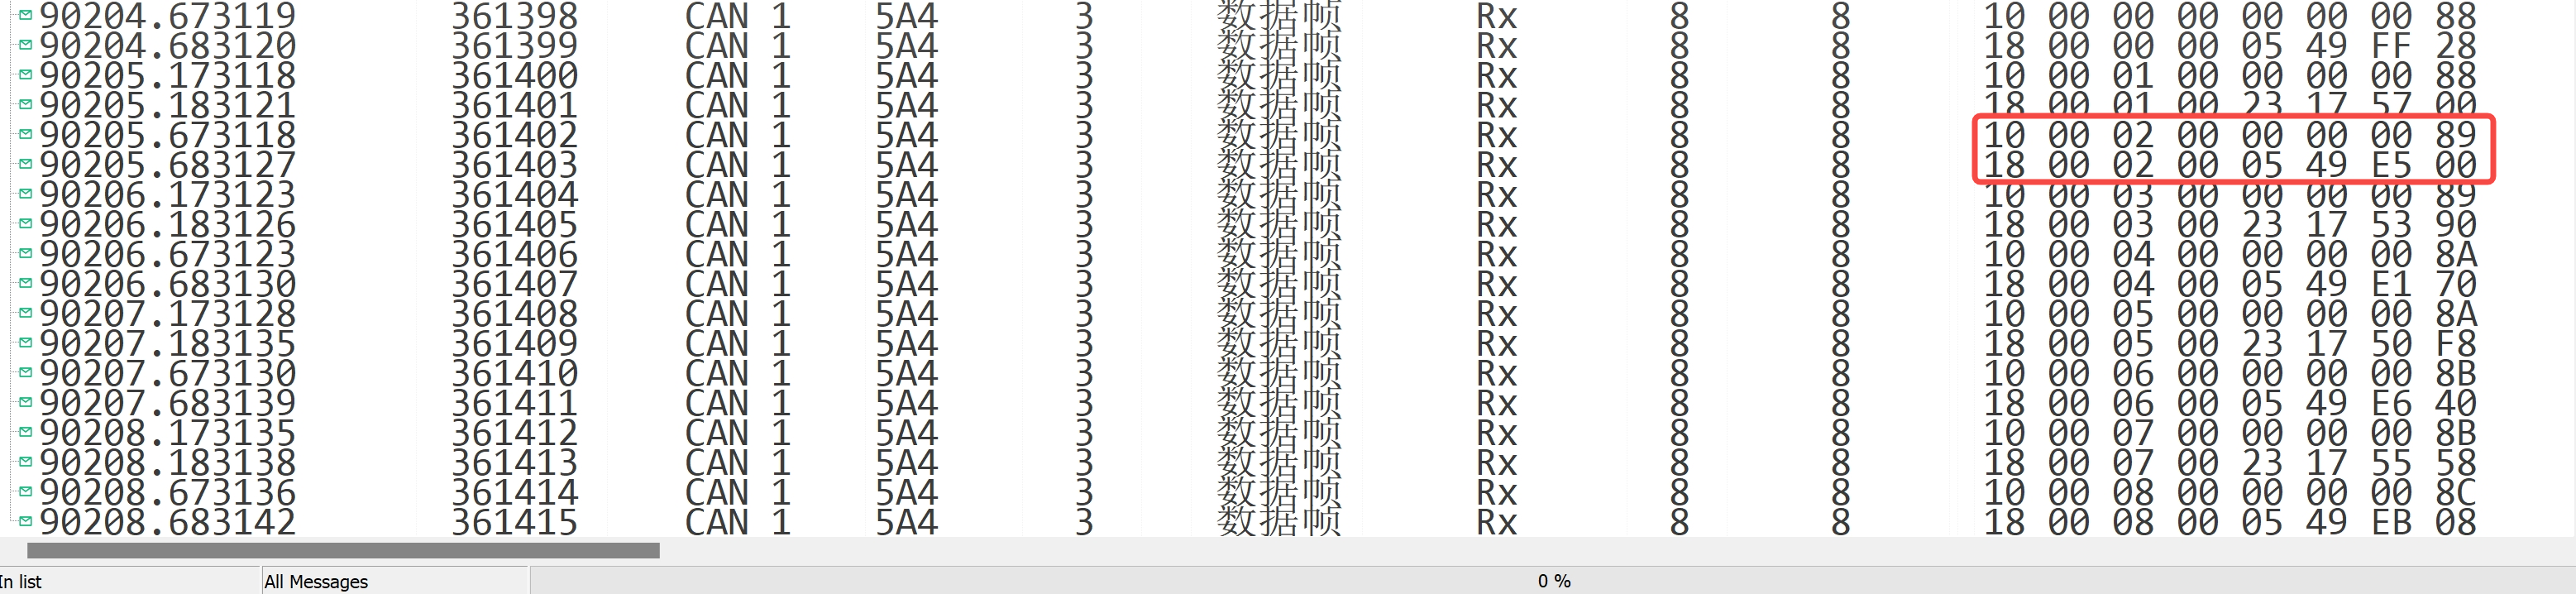 90204.673119 361398 CAN 1 5A4 3 数据帧 Rx 8 8 10 00 00 00 00 00 00 88
90204.683120 361399 CAN 1 5A4 3 数据帧 Rx 8 8 18 00 00 00 05 49 FF 28
90205.173118 361400 CAN 1 5A4 3 数据帧 Rx 8 8 10 00 01 00 00 00 00 88
90205.183121 361401 CAN 1 5A4 3 数据帧 Rx 8 8 18 00 01 00 23 17 57 00
90205.673118 361402 CAN 1 5A4 3 数据帧 Rx 8 8 10 00 02 00 00 00 00 89
90205.683127 361403 CAN 1 5A4 3 数据帧 Rx 8 8 18 00 02 00 05 49 E5 00
90206.173123 361404 CAN 1 5A4 3 数据帧 Rx 8 8 10 00 03 00 00 00 00 89
90206.183126 361405 CAN 1 5A4 3 数据帧 Rx 8 8 18 00 03 00 23 17 53 90
90206.673123 361406 CAN 1 5A4 3 数据帧 Rx 8 8 10 00 04 00 00 00 00 8A
90206.683130 361407 CAN 1 5A4 3 数据帧 Rx 8 8 18 00 04 00 05 49 E1 70
90207.173128 361408 CAN 1 5A4 3 数据帧 Rx 8 8 10 00 05 00 00 00 00 8A
90207.183135 361409 CAN 1 5A4 3 数据帧 Rx 8 8 18 00 05 00 23 17 50 F8
90207.673130 361410 CAN 1 5A4 3 数据帧 Rx 8 8 10 00 06 00 00 00 00 8B
90207.683139 361411 CAN 1 5A4 3 数据帧 Rx 8 8 18 00 06 00 05 49 E6 40
90208.173135 361412 CAN 1 5A4 3 数据帧 Rx 8 8 10 00 07 00 00 00 00 8B
90208.183138 361413 CAN 1 5A4 3 数据帧 Rx 8 8 18 00 07 00 23 17 55 58
90208.673136 361414 CAN 1 5A4 3 数据帧 Rx 8 8 10 00 08 00 00 00 00 8C
90208.683142 361415 CAN 1 5A4 3 数据帧 Rx 8 8 18 00 08 00 05 49 EB 08
In list All Messages 0 %